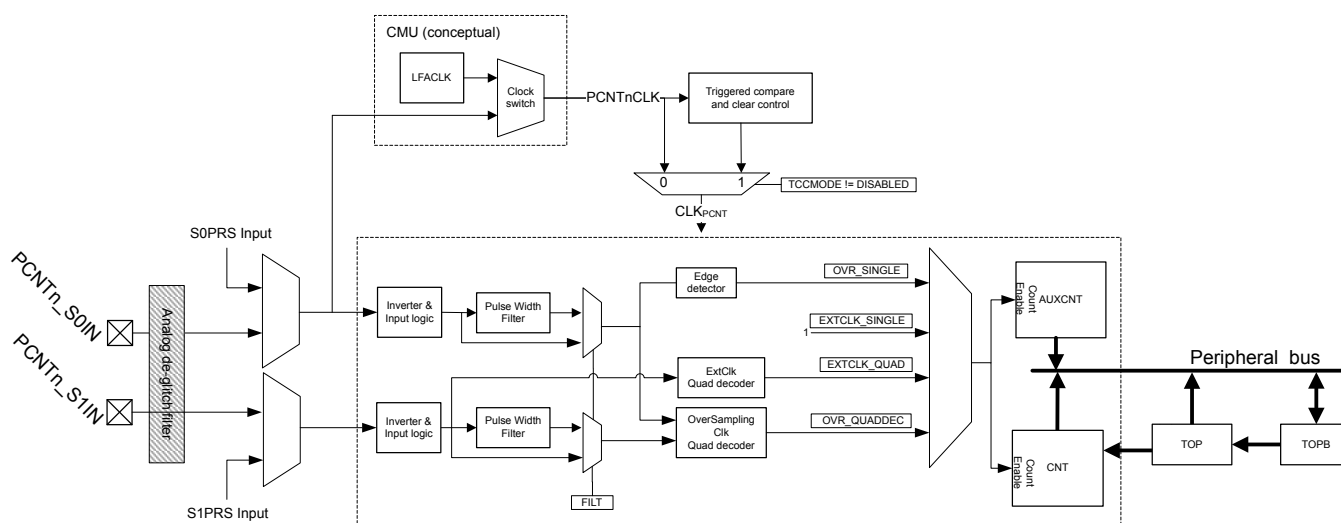 CMU (conceptual)
LFACLK
Clock
switch
PCNTnCLK
Triggered compare
and clear control
0
1
TCCMODE != DISABLED
CLKPCNT
S0PRS Input
PCNTn_S0IN
PCNTn_S1IN
Analog de-glitch filter
S1PRS Input
Inverter &
Input logic
Pulse Width
Filter
Edge
detector
OVR_SINGLE
EXTCLK_SINGLE
1
Inverter &
Input logic
Pulse Width
Filter
ExtClk
Quad decoder
EXTCLK_QUAD
OverSampling
Clk
Quad decoder
OVR_QUADDEC
FILT
Count
Enable
AUXCNT
Peripheral bus
Count
Enable
CNT
TOP
TOPB